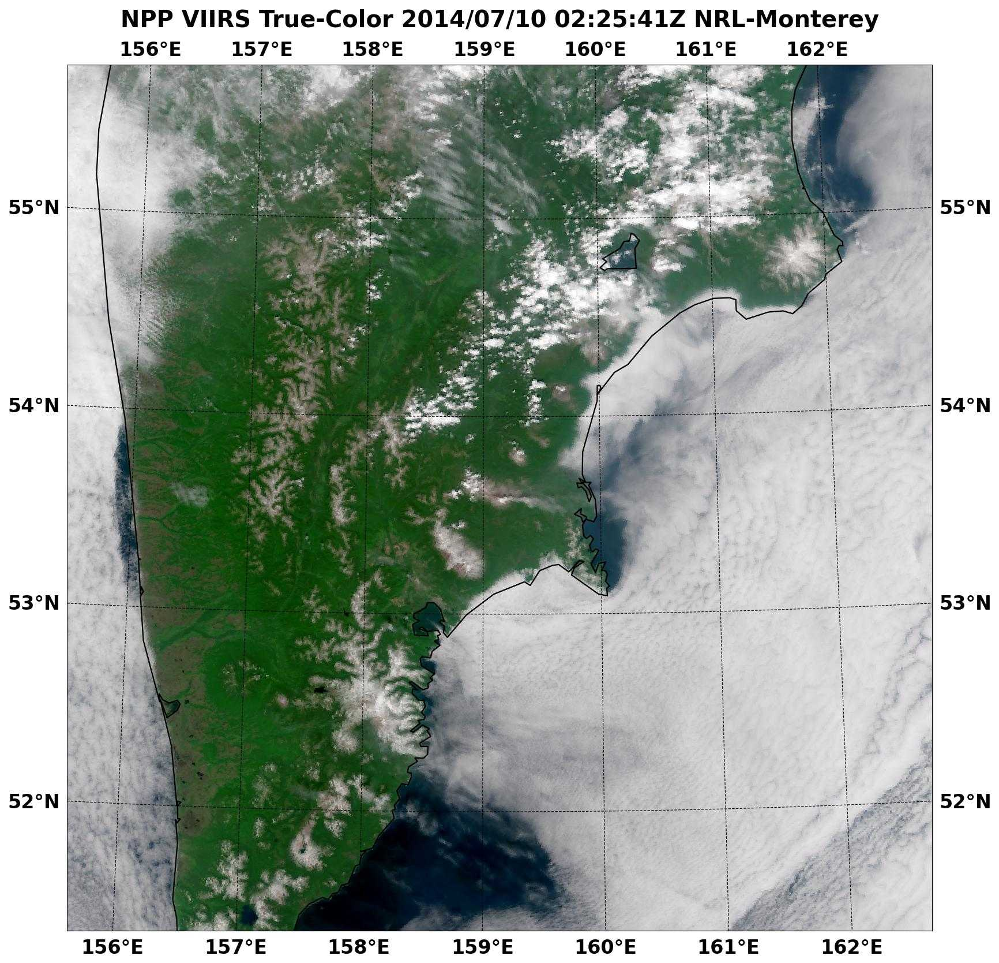 NPP VIIRS True-Color 2014/07/10 02:25:41Z NRL-Monterey
156°E 157°E 158°E 159°E 160°E 161°E 162°E
55°N 55°N
54°N 54°N
53°N 53°N
52°N 52°N
156°E 157°E 158°E 159°E 160°E 161°E 162°E